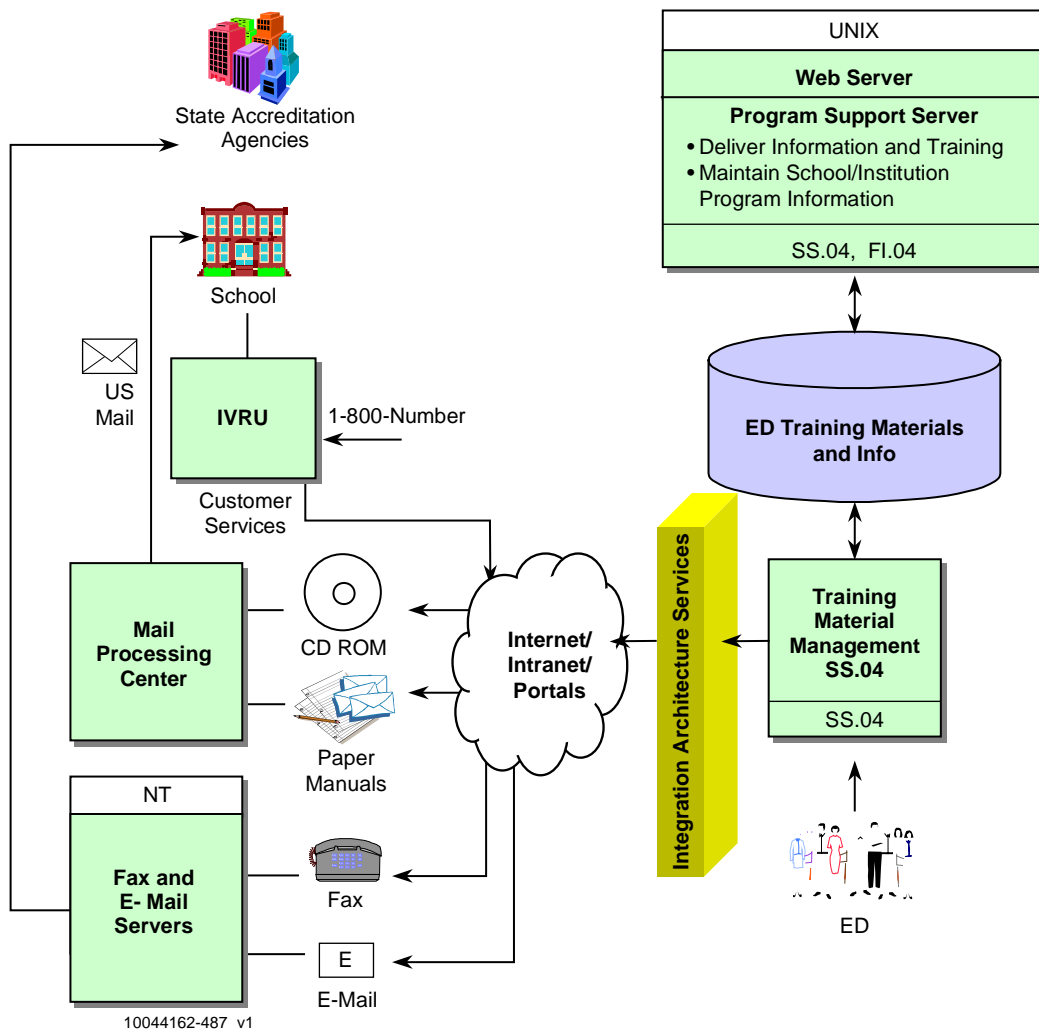 State Accreditation
Agencies
School
US
Mail
IVRU
1-800-Number
Customer
Services
Mail
Processing
Center
CD ROM
Paper
Manuals
NT
Fax and
E- Mail
Servers
Fax
E
E-Mail
10044162-487 v1
Internet/
Intranet/
Portals
Integration Architecture Services
UNIX
Web Server
Program Support Server
• Deliver Information and Training
• Maintain School/Institution
Program Information
SS.04, FI.04
ED Training Materials
and Info
Training
Material
Management
SS.04
SS.04
ED